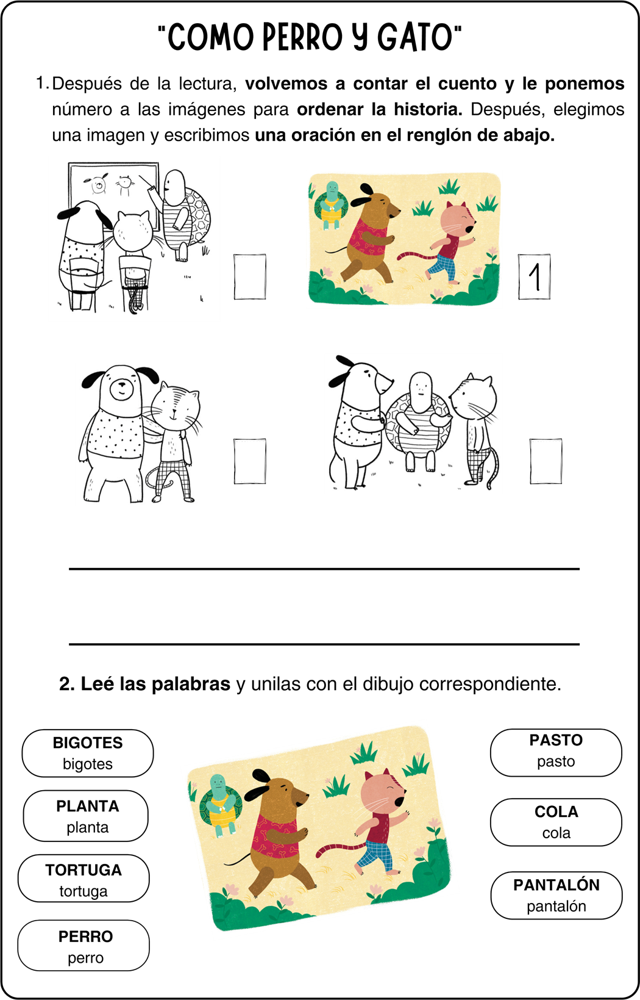 "COMO PERRO Y GATO"
1. Después de la lectura, volvemos a contar el cuento y le ponemos
número a las imágenes para ordenar la historia. Después, elegimos
una imagen y escribimos una oración en el renglón de abajo.
1
2. Leé las palabras y unilas con el dibujo correspondiente.
BIGOTES
bigotes
PLANTA
planta
TORTUGA
tortuga
PERRO
perro
PASTO
pasto
COLA
cola
PANTALÓN
pantalón